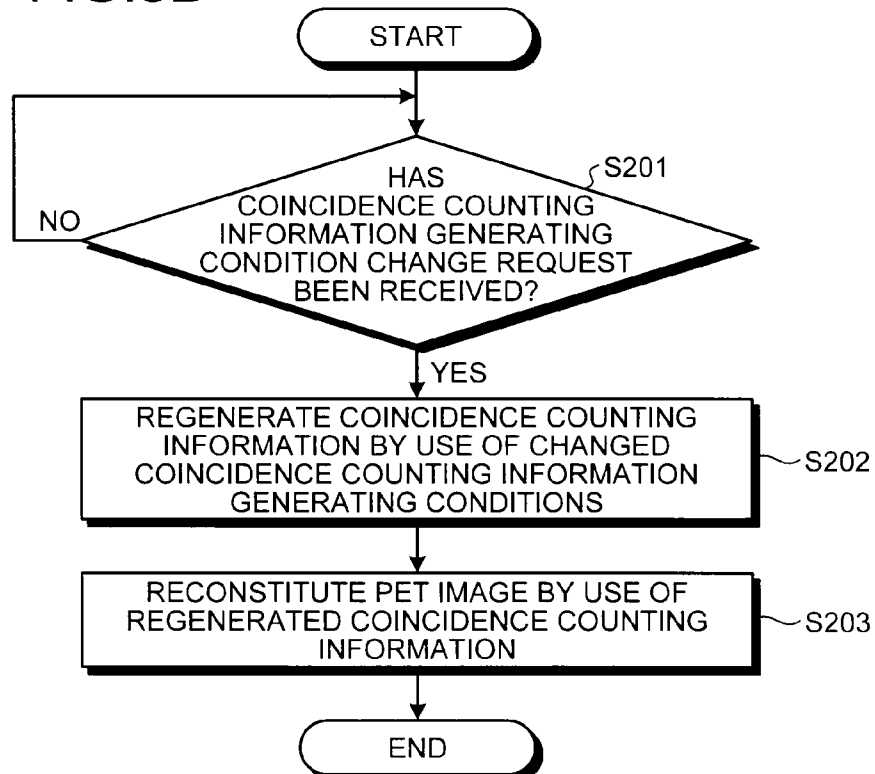 START
HAS
COINCIDENCE COUNTING
INFORMATION GENERATING
CONDITION CHANGE REQUEST
BEEN RECEIVED?
S201
NO
YES
REGENERATE COINCIDENCE COUNTING
INFORMATION BY USE OF CHANGED
COINCIDENCE COUNTING INFORMATION
GENERATING CONDITIONS
S202
RECONSTITUTE PET IMAGE BY USE OF
REGENERATED COINCIDENCE COUNTING
INFORMATION
S203
END